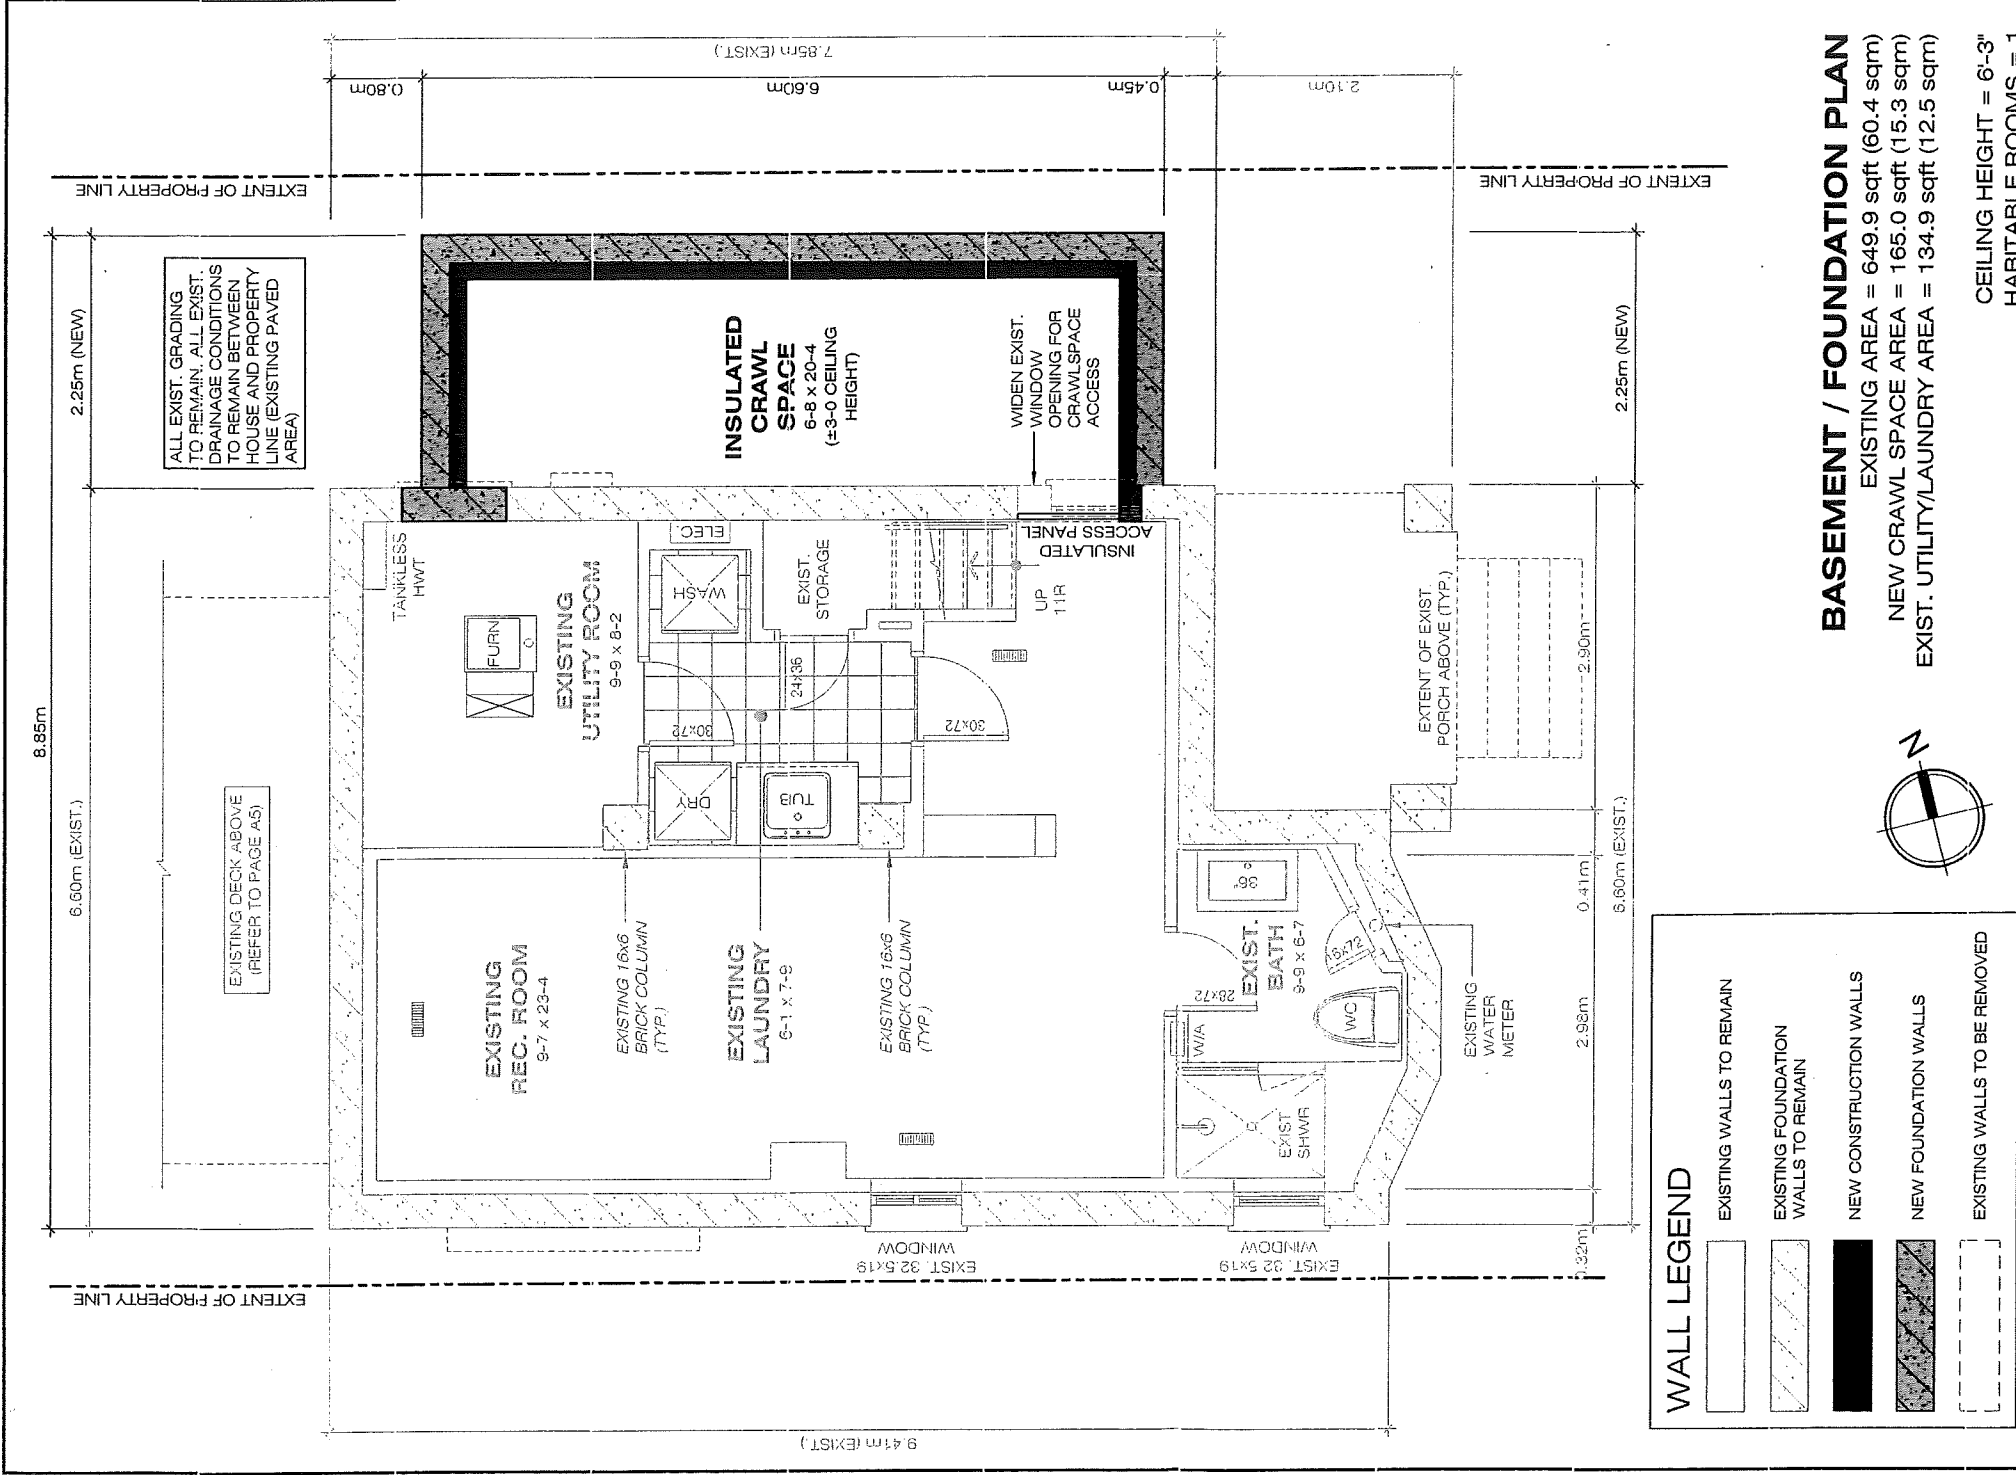 8.85m
6.60m (EXIST.)
2.25m (NEW)
EXTENT OF PROPERTY LINE
EXTENT OF PROPERTY LINE
EXTENT OF PROPERTY LINE
ALL EXIST. GRADING
TO REMAIN. ALL EXIST.
DRAINAGE CONDITIONS
TO REMAIN BETWEEN
HOUSE AND PROPERTY
LINE (EXISTING PAVED
AREA)
EXISTING DECK ABOVE
(REFER TO PAGE A5)
7.85m (EXIST.)
0.80m
6.60m
0.45m
2.10m
TANKLESS
HWT
FURN
EXISTING
UTILITY ROOM
9-9 x 8-2
ELEC.
WASH
EXIST.
STORAGE
24x36
30x72
30x72
DRY
TUB
UP
11R
INSULATED
ACCESS PANEL
INSULATED
CRAWL
SPACE
6-8 x 20-4
(±3-0 CEILING
HEIGHT)
WIDEN EXIST.
WINDOW
OPENING FOR
CRAWLSPACE
ACCESS
EXISTING
REC. ROOM
9-7 x 23-4
EXISTING 16x6
BRICK COLUMN
(TYP.)
EXISTING
LAUNDRY
6-1 x 7-9
EXISTING 16x6
BRICK COLUMN
(TYP.)
36"
EXIST.
BATH
9-9 x 6-7
16x72
28x72
W/A
WC
EXIST
SHWR
EXISTING
WATER
METER
EXIST. 32.5x19
WINDOW
EXIST. 32.5x19
WINDOW
EXTENT OF EXIST.
PORCH ABOVE (TYP.)
2.90m
0.41m
2.98m
0.32m
6.60m (EXIST.)
2.25m (NEW)
9.41m (EXIST.)
N
WALL LEGEND
EXISTING WALLS TO REMAIN
EXISTING FOUNDATION
WALLS TO REMAIN
NEW CONSTRUCTION WALLS
NEW FOUNDATION WALLS
EXISTING WALLS TO BE REMOVED
BASEMENT / FOUNDATION PLAN
EXISTING AREA = 649.9 sqft (60.4 sqm)
NEW CRAWL SPACE AREA = 165.0 sqft (15.3 sqm)
EXIST. UTILITY/LAUNDRY AREA = 134.9 sqft (12.5 sqm)
CEILING HEIGHT = 6'-3"
HABITABLE ROOMS = 1